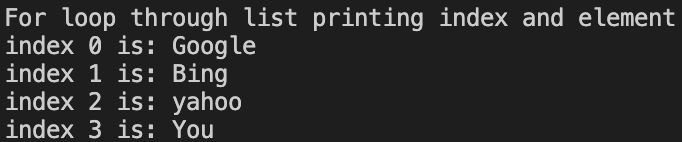 For loop through list printing index and element
index 0 is: Google
index 1 is: Bing
index 2 is: yahoo
index 3 is: You